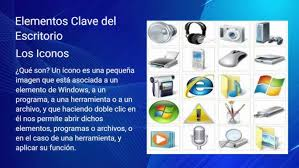 Elementos Clave del
Escritorio
Los Iconos
¿Qué son? Un ícono es una pequeña
imagen que está asociada a un
elemento de Windows, a un
programa, a una herramienta o a un
archivo, y que haciendo doble clic en
él nos permite abrir dichos
elementos, programas o archivos, o
en el caso de una herramienta, y
aplicar su función.